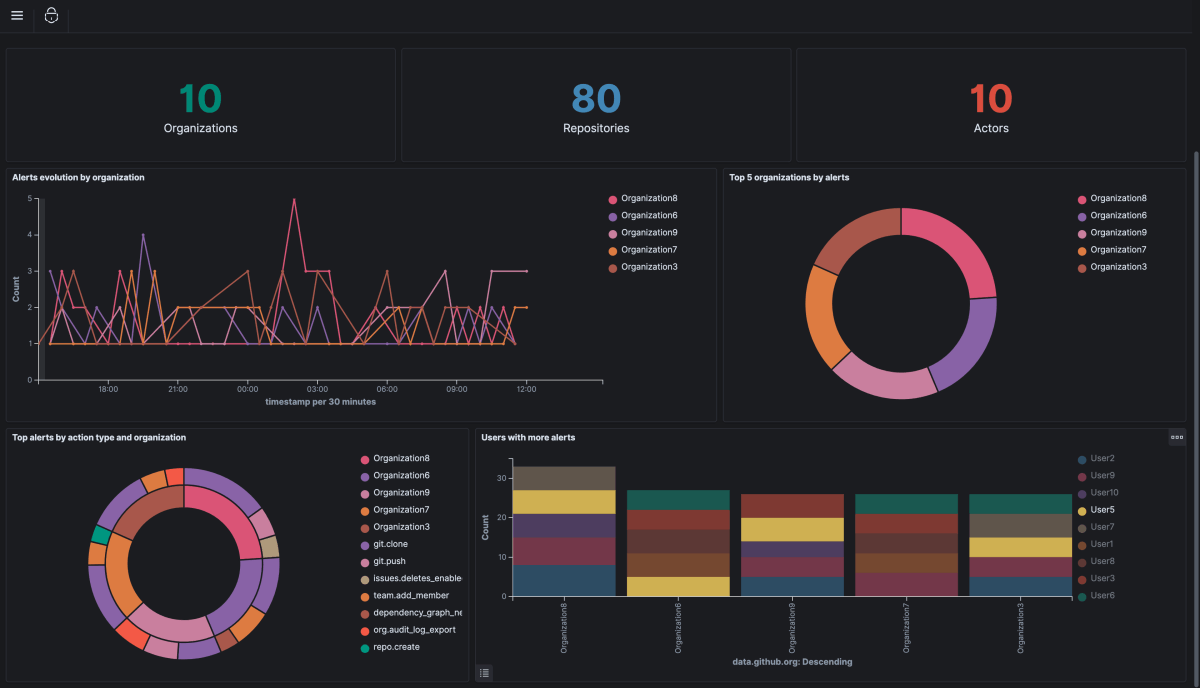 10
Organizations
80
Repositories
10
Actors
Alerts evolution by organization
5
4
3
2
1
0
Count
18:00
21:00
00:00
03:00
06:00
09:00
12:00
timestamp per 30 minutes
Organization8
Organization6
Organization9
Organization7
Organization3
Top 5 organizations by alerts
Organization8
Organization6
Organization9
Organization7
Organization3
Top alerts by action type and organization
Organization8
Organization6
Organization9
Organization7
Organization3
git.clone
git.push
issues.deletes_enable
team.add_member
dependency_graph_ne
org.audit_log_export
repo.create
Users with more alerts
30
20
10
0
Count
Organization8
Organization6
Organization9
Organization7
Organization3
data.github.org: Descending
User2
User9
User10
User5
User7
User1
User8
User3
User6